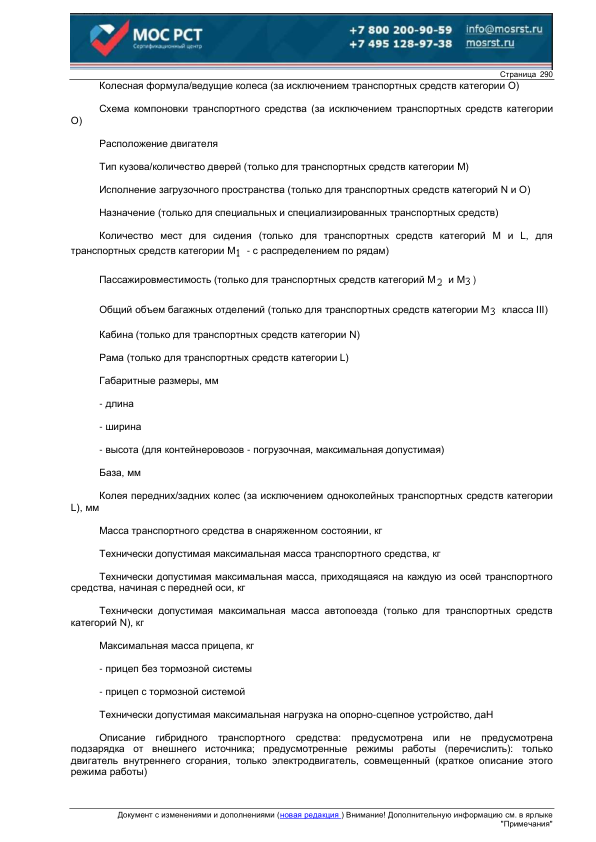 МОС РСТ
Сертификационный центр
+7 800 200-90-59 info@mosrst.ru
+7 495 128-97-38 mosrst.ru
Страница 290
Колесная формула/ведущие колеса (за исключением транспортных средств категории О)
Схема компоновки транспортного средства (за исключением транспортных средств категории
О)
Расположение двигателя
Тип кузова/количество дверей (только для транспортных средств категории М)
Исполнение загрузочного пространства (только для транспортных средств категорий N и О)
Назначение (только для специальных и специализированных транспортных средств)
Количество мест для сидения (только для транспортных средств категорий М и L, для
транспортных средств категории М1 - с распределением по рядам)
Пассажировместимость (только для транспортных средств категорий М2 и М3 )
Общий объем багажных отделений (только для транспортных средств категории М3 класса III)
Кабина (только для транспортных средств категории N)
Рама (только для транспортных средств категории L)
Габаритные размеры, мм
- длина
- ширина
- высота (для контейнеровозов - погрузочная, максимальная допустимая)
База, мм
Колея передних/задних колес (за исключением одноколейных транспортных средств категории
L), мм
Масса транспортного средства в снаряженном состоянии, кг
Технически допустимая максимальная масса транспортного средства, кг
Технически допустимая максимальная масса, приходящаяся на каждую из осей транспортного
средства, начиная с передней оси, кг
Технически допустимая максимальная масса автопоезда (только для транспортных средств
категорий N), кг
Максимальная масса прицепа, кг
- прицеп без тормозной системы
- прицеп с тормозной системой
Технически допустимая максимальная нагрузка на опорно-сцепное устройство, даН
Описание гибридного транспортного средства: предусмотрена или не предусмотрена
подзарядка от внешнего источника; предусмотренные режимы работы (перечислить): только
двигатель внутреннего сгорания, только электродвигатель, совмещенный (краткое описание этого
режима работы)
Документ с изменениями и дополнениями (новая редакция ) Внимание! Дополнительную информацию см. в ярлыке
"Примечания"